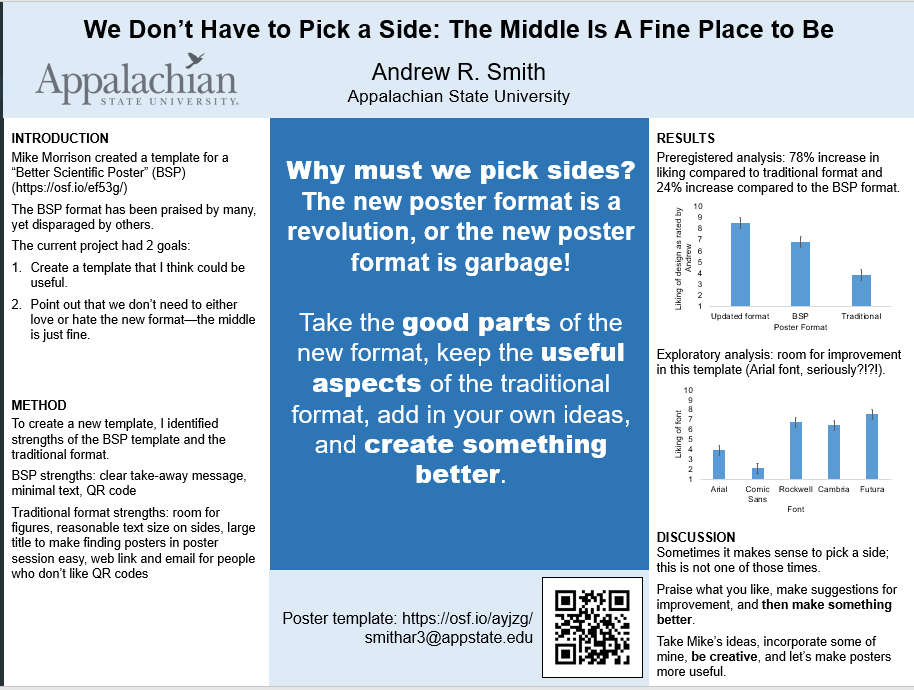 We Don’t Have to Pick a Side: The Middle Is A Fine Place to Be
Appalachian
STATE UNIVERSITY.
Andrew R. Smith
Appalachian State University
INTRODUCTION
Mike Morrison created a template for a
“Better Scientific Poster” (BSP)
(https://osf.io/ef53g/)
The BSP format has been praised by many,
yet disparaged by others.
The current project had 2 goals:
1. Create a template that I think could be
useful.
2. Point out that we don’t need to either
love or hate the new format—the middle
is just fine.
METHOD
To create a new template, I identified
strengths of the BSP template and the
traditional format.
BSP strengths: clear take-away message,
minimal text, QR code
Traditional format strengths: room for
figures, reasonable text size on sides, large
title to make finding posters in poster
session easy, web link and email for people
who don’t like QR codes
Why must we pick sides?
The new poster format is a
revolution, or the new poster
format is garbage!
Take the good parts of the
new format, keep the useful
aspects of the traditional
format, add in your own ideas,
and create something
better.
Poster template: https://osf.io/ayjzg/
smithar3@appstate.edu
RESULTS
Preregistered analysis: 78% increase in
liking compared to traditional format and
24% increase compared to the BSP format.
Liking of design as rated by
Andrew
10
9
8
7
6
5
4
3
2
1
Updated format BSP Traditional
Poster Format
Exploratory analysis: room for improvement
in this template (Arial font, seriously?!?!).
Liking of font
10
9
8
7
6
5
4
3
2
1
Arial Comic Rockwell Cambria Futura
Sans
Font
DISCUSSION
Sometimes it makes sense to pick a side;
this is not one of those times.
Praise what you like, make suggestions for
improvement, and then make something
better.
Take Mike’s ideas, incorporate some of
mine, be creative, and let’s make posters
more useful.